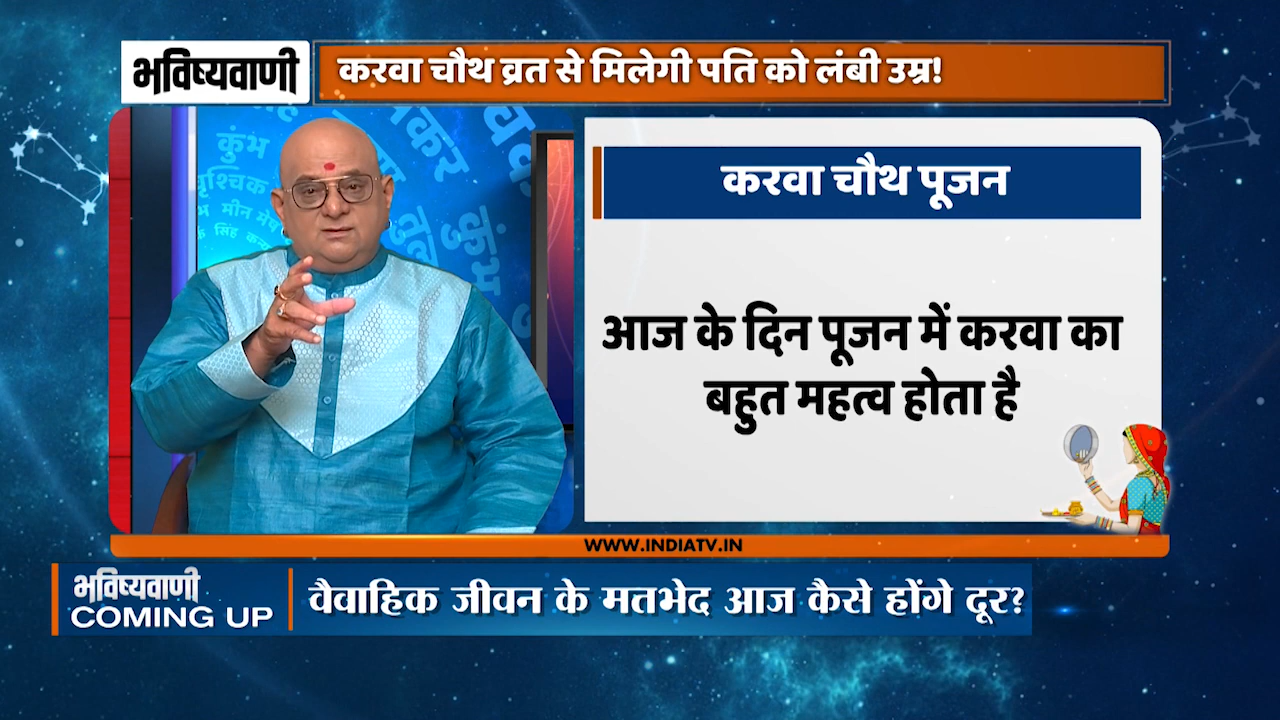 भविष्यवाणी
करवा चौथ व्रत से मिलेगी पति को लंबी उम्र!
कुंभ
मकर
वृश्चिक
मीन मेष
सिंह
कुंभ
करवा चौथ पूजन
आज के दिन पूजन में करवा का
बहुत महत्व होता है
WWW.INDIATV.IN
भविष्यवाणी
COMING UP
वैवाहिक जीवन के मतभेद आज कैसे होंगे दूर?